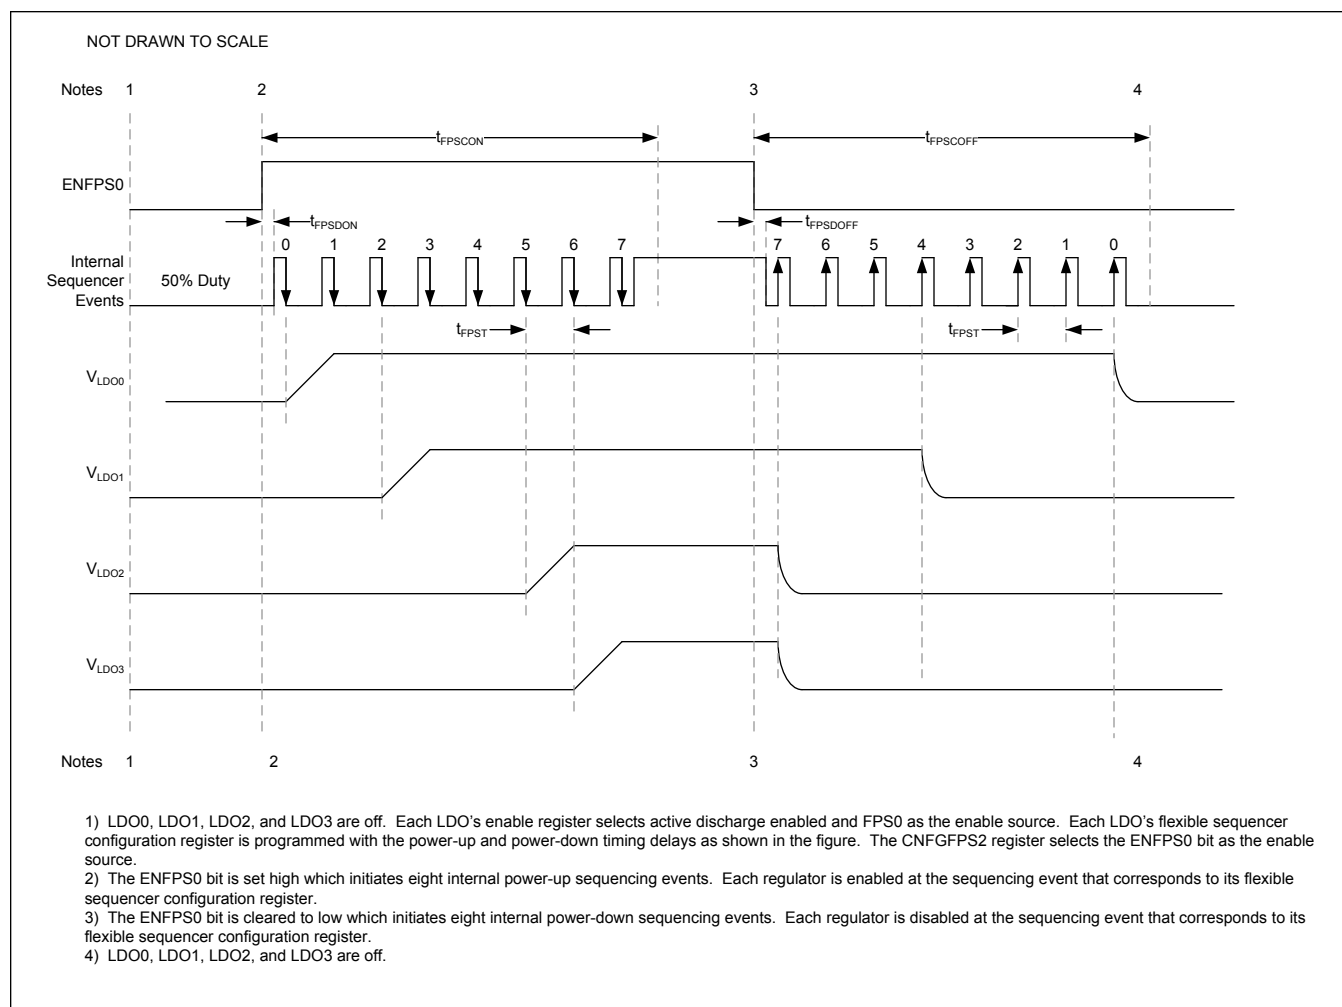 NOT DRAWN TO SCALE
Notes 1 2 3 4
tFPSCON tFPSCOFF
ENFPS0
tFPSDON tFPSDOFF
0 1 2 3 4 5 6 7 7 6 5 4 3 2 1 0
Internal
Sequencer
Events
50% Duty
tFPST tFPST
VLDO0
VLDO1
VLDO2
VLDO3
Notes 1 2 3 4
1) LDO0, LDO1, LDO2, and LDO3 are off. Each LDO’s enable register selects active discharge enabled and FPS0 as the enable source. Each LDO’s flexible sequencer
configuration register is programmed with the power-up and power-down timing delays as shown in the figure. The CNFGFPS2 register selects the ENFPS0 bit as the enable
source.
2) The ENFPS0 bit is set high which initiates eight internal power-up sequencing events. Each regulator is enabled at the sequencing event that corresponds to its flexible
sequencer configuration register.
3) The ENFPS0 bit is cleared to low which initiates eight internal power-down sequencing events. Each regulator is disabled at the sequencing event that corresponds to its
flexible sequencer configuration register.
4) LDO0, LDO1, LDO2, and LDO3 are off.